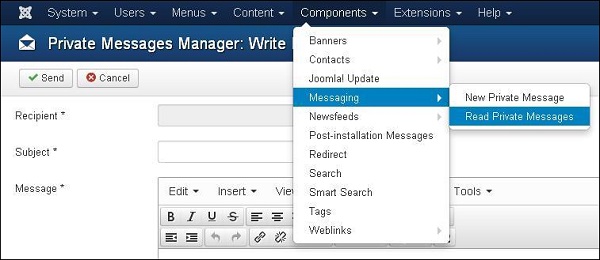 System Users Menus Content Components Extensions Help
Private Messages Manager: Write
Send Cancel
Recipient *
Subject *
Message *
Edit Insert Tools
B I U S
Banners
Contacts
Joomla! Update
Messaging
Newsfeeds
Post-installation Messages
Redirect
Search
Smart Search
Tags
Weblinks
New Private Message
Read Private Messages